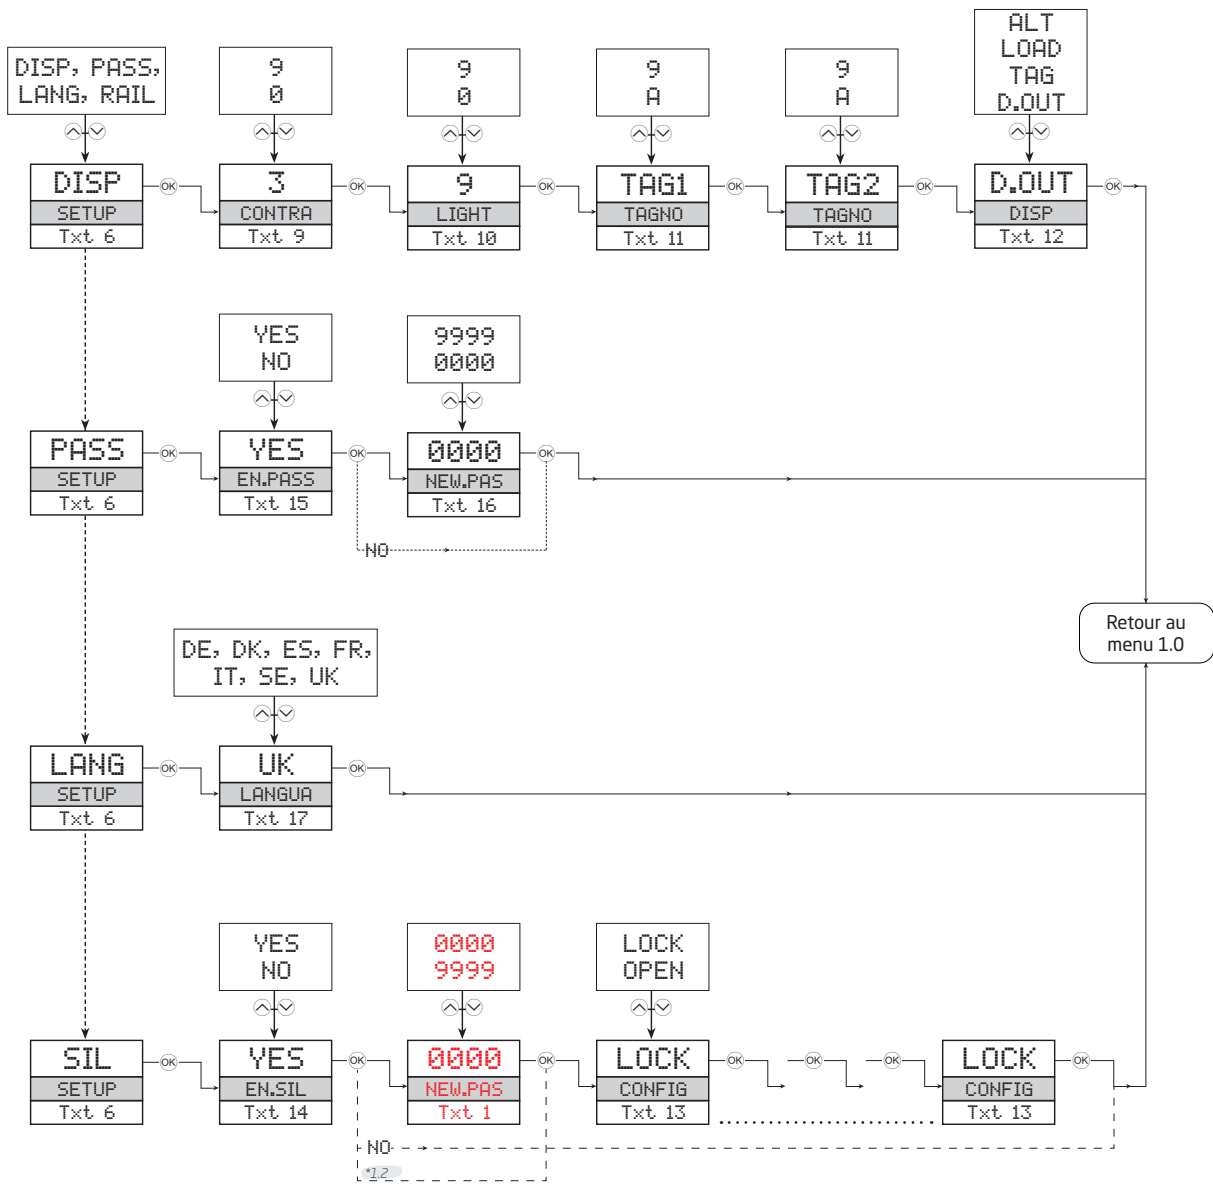 DISP, PASS,
LANG, RAIL
9
0
9
0
9
A
9
A
ALT
LOAD
TAG
D.OUT
DISP
SETUP
Txt 6
OK
3
CONTRA
Txt 9
OK
9
LIGHT
Txt 10
OK
TAG1
TAGNO
Txt 11
OK
TAG2
TAGNO
Txt 11
OK
D.OUT
DISP
Txt 12
OK
YES
NO
9999
0000
PASS
SETUP
Txt 6
OK
YES
EN.PASS
Txt 15
OK
0000
NEW.PAS
Txt 16
OK
NO
Retour au
menu 1.0
DE, DK, ES, FR,
IT, SE, UK
LANG
SETUP
Txt 6
OK
UK
LANGUA
Txt 17
OK
YES
NO
0000
9999
LOCK
OPEN
SIL
SETUP
Txt 6
OK
YES
EN.SIL
Txt 14
OK
0000
NEW.PAS
Txt 1
OK
LOCK
CONFIG
Txt 13
OK
OK
OK
LOCK
CONFIG
Txt 13
OK
NO
*1.2